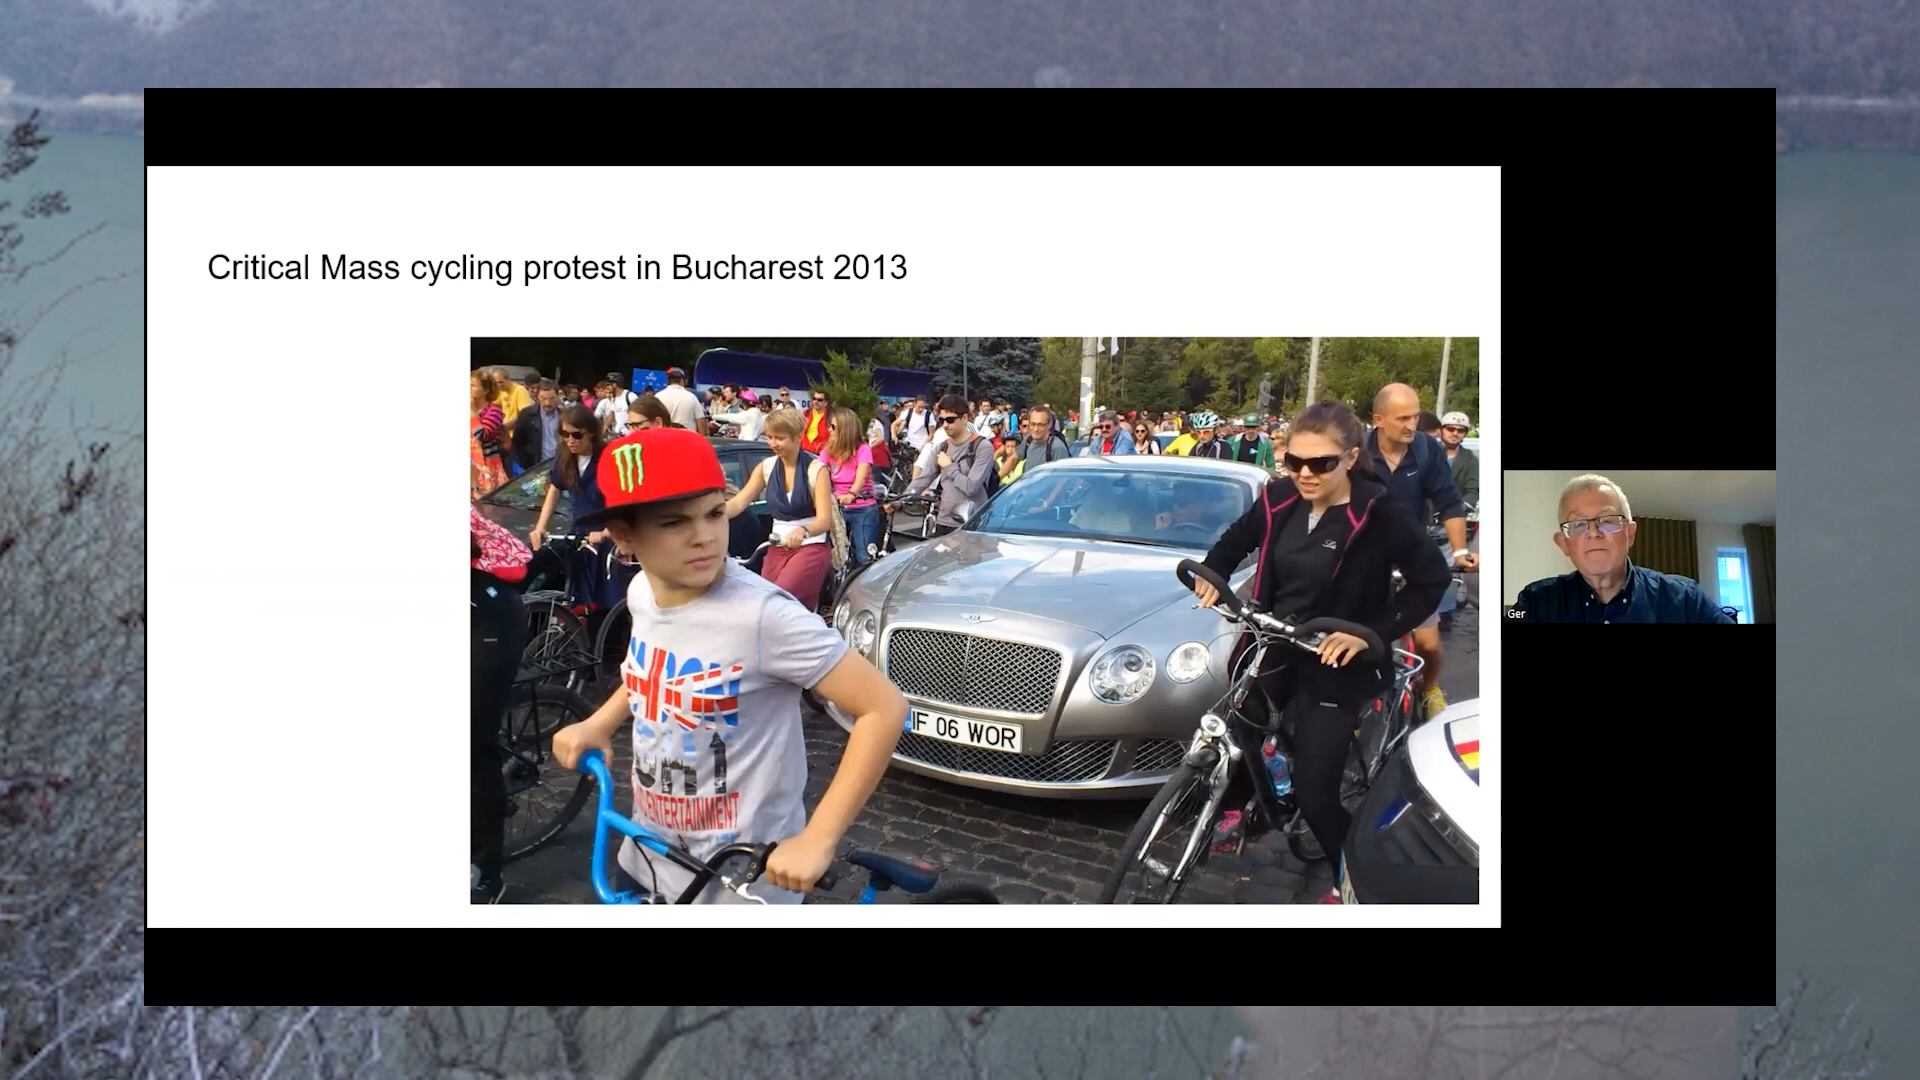 Critical Mass cycling protest in Bucharest 2013
ENTERTAINMENT
IF 06 WOR
Ger